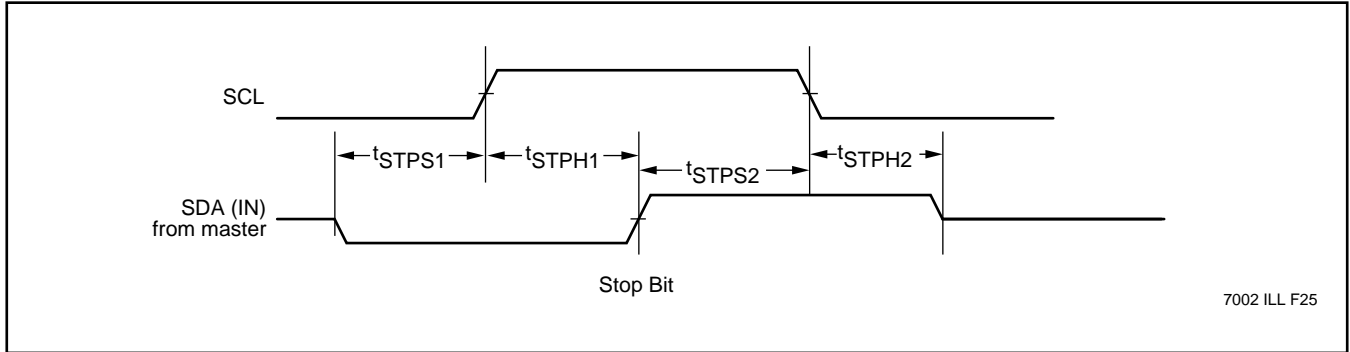 SCL
tSTPS1
tSTPH1
tSTPS2
tSTPH2
SDA (IN)
from master
Stop Bit
7002 ILL F25